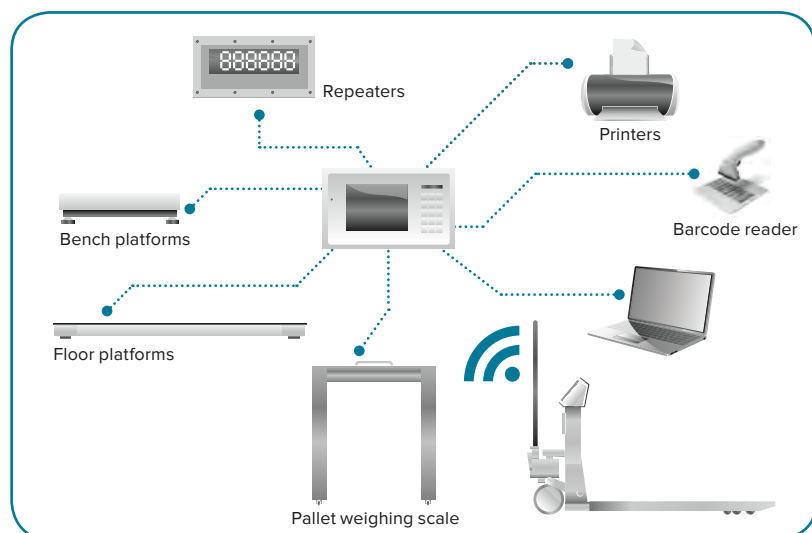 888888
Repeaters
Printers
Bench platforms
Barcode reader
Floor platforms
Pallet weighing scale